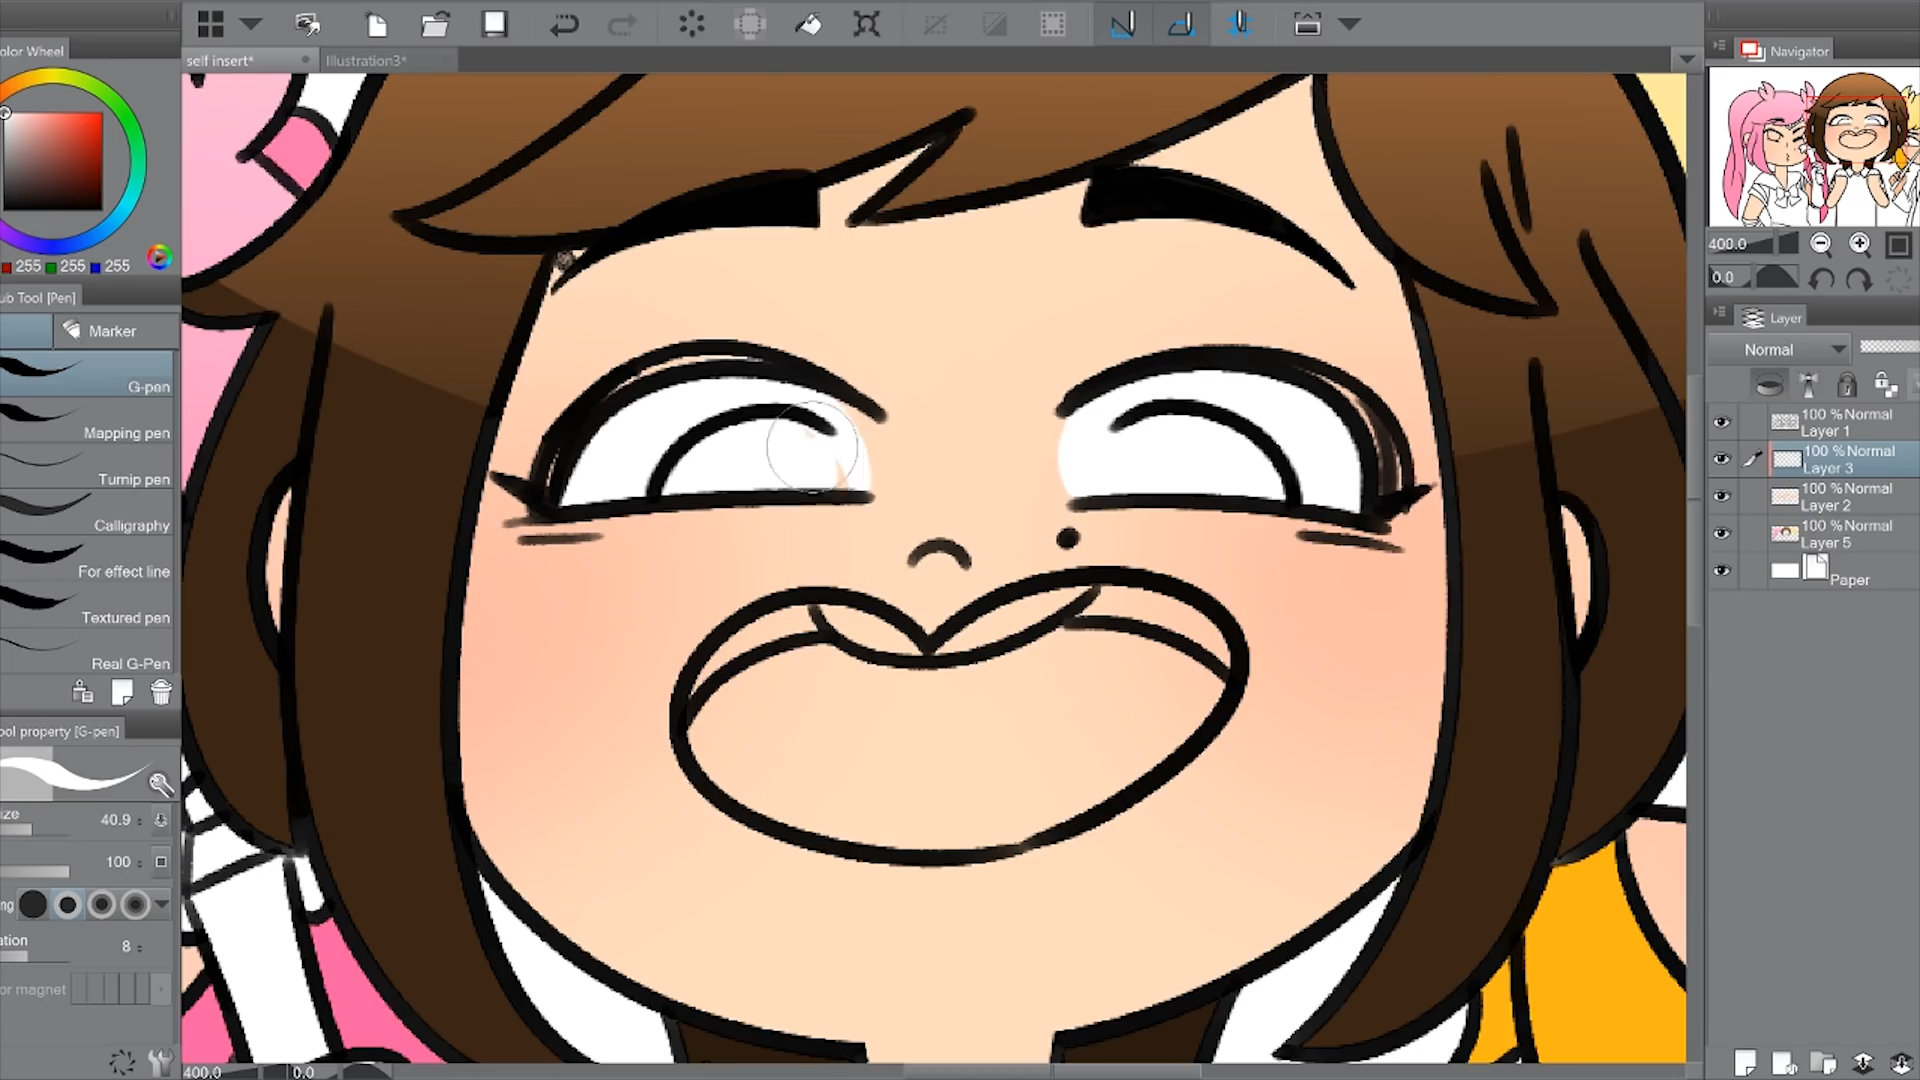 self insert*
Illustration3*
olor Wheel
Navigator
255 255 255
ub Tool [Pen]
Marker
G-pen
Mapping pen
Turnip pen
Calligraphy
For effect line
Textured pen
Real G-Pen
ool property [G-pen]
ize 40.9
100
ng
ation 8
or magnet
400.0 0.0
400.0
0.0
Layer
Normal
100 %Normal
Layer 1
100 %Normal
Layer 3
100 %Normal
Layer 2
100 %Normal
Layer 5
Paper